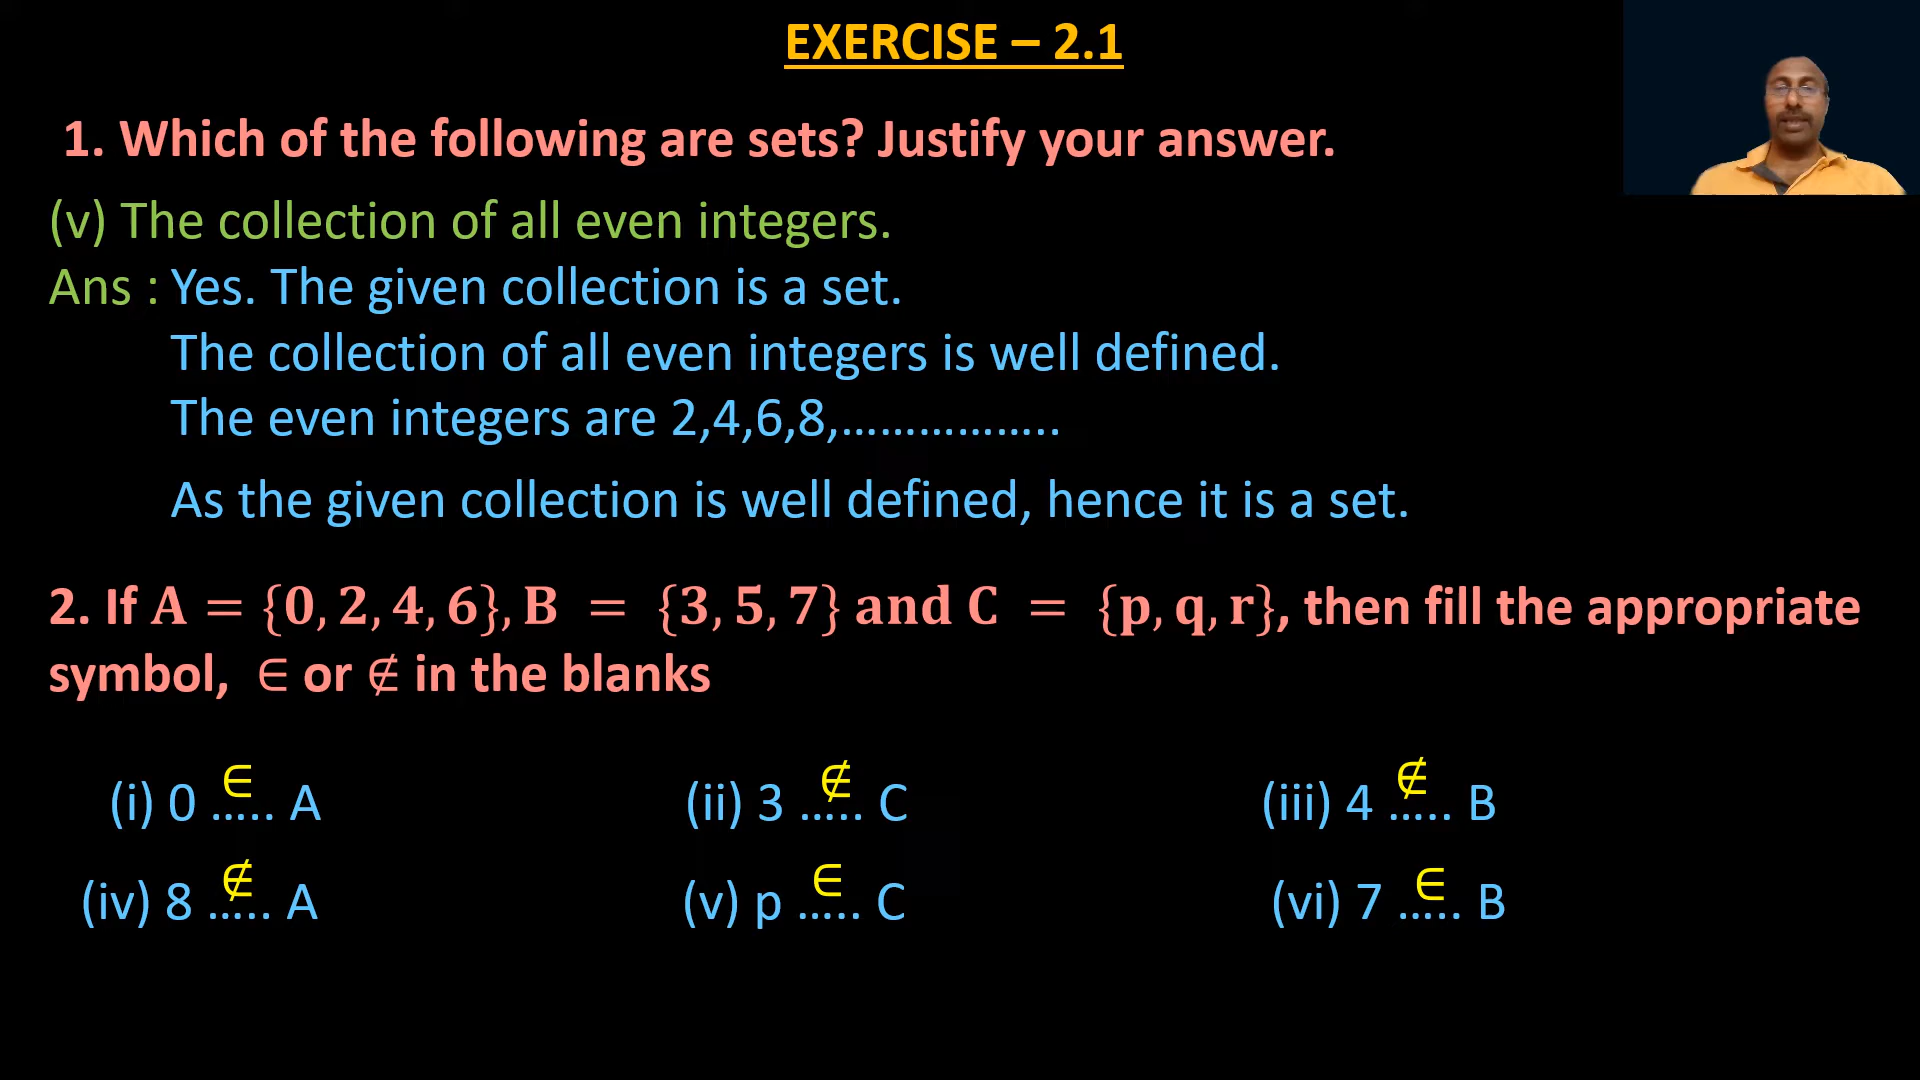 EXERCISE – 2.1
1. Which of the following are sets? Justify your answer.
(v) The collection of all even integers.
Ans : Yes. The given collection is a set.
The collection of all even integers is well defined.
The even integers are 2,4,6,8,……………..
As the given collection is well defined, hence it is a set.
2. If A = {0, 2, 4, 6}, B = {3, 5, 7} and C = {p, q, r}, then fill the appropriate
symbol, ∈ or ∉ in the blanks
(i) 0 ..∈... A (ii) 3 ..∉... C (iii) 4 ..∉... B
(iv) 8 ..∉... A (v) p ..∈... C (vi) 7 ..∈... B